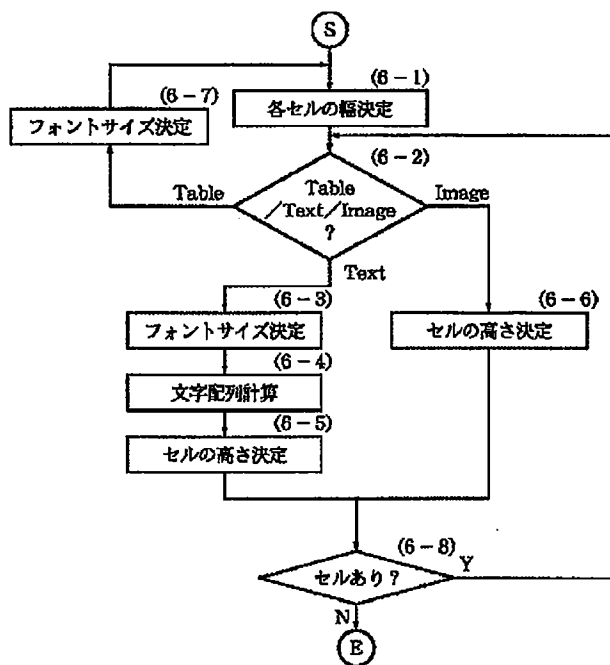 S
(6-1)
各セルの幅決定
(6-7)
フォントサイズ決定
(6-2)
Table
/Text/Image
?
Table
Image
Text
(6-3)
フォントサイズ決定
(6-4)
文字配列計算
(6-5)
セルの高さ決定
(6-6)
セルの高さ決定
(6-8)
セルあり?
Y
N
E